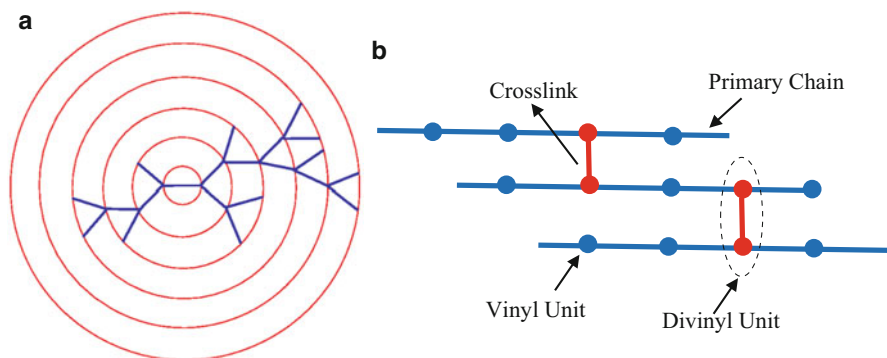 a
b
Crosslink
Primary Chain
Vinyl Unit
Divinyl Unit